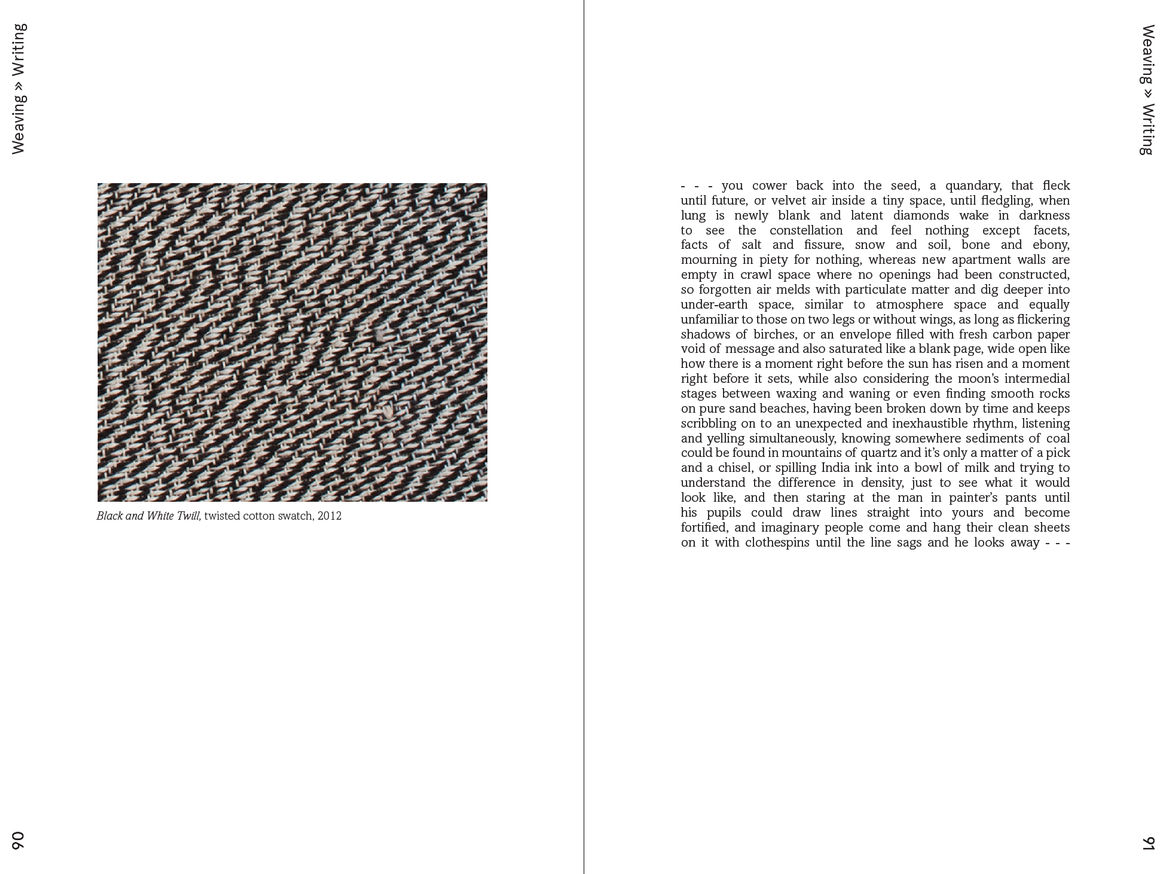 Weaving » Writing
Black and White Twill, twisted cotton swatch, 2012
90
Weaving » Writing
- - - you cower back into the seed, a quandary, that fleck
until future, or velvet air inside a tiny space, until fledgling, when
lung is newly blank and latent diamonds wake in darkness
to see the constellation and feel nothing except facets,
facts of salt and fissure, snow and soil, bone and ebony,
mourning in piety for nothing, whereas new apartment walls are
empty in crawl space where no openings had been constructed,
so forgotten air melds with particulate matter and dig deeper into
under-earth space, similar to atmosphere space and equally
unfamiliar to those on two legs or without wings, as long as flickering
shadows of birches, or an envelope filled with fresh carbon paper
void of message and also saturated like a blank page, wide open like
how there is a moment right before the sun has risen and a moment
right before it sets, while also considering the moon's intermedial
stages between waxing and waning or even finding smooth rocks
on pure sand beaches, having been broken down by time and keeps
scribbling on to an unexpected and inexhaustible rhythm, listening
and yelling simultaneously, knowing somewhere sediments of coal
could be found in mountains of quartz and it's only a matter of a pick
and a chisel, or spilling India ink into a bowl of milk and trying to
understand the difference in density, just to see what it would
look like, and then staring at the man in painter's pants until
his pupils could draw lines straight into yours and become
fortified, and imaginary people come and hang their clean sheets
on it with clothespins until the line sags and he looks away - - -
91